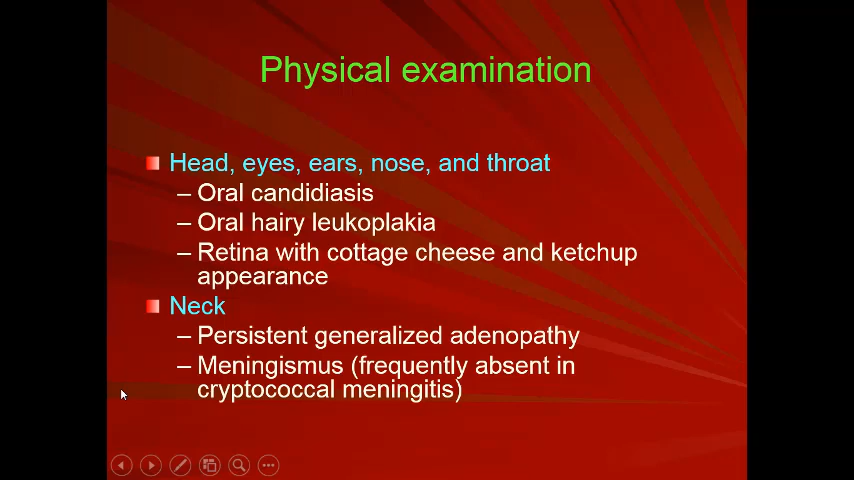 Physical examination
Head, eyes, ears, nose, and throat
– Oral candidiasis
– Oral hairy leukoplakia
– Retina with cottage cheese and ketchup
appearance
Neck
– Persistent generalized adenopathy
– Meningismus (frequently absent in
cryptococcal meningitis)